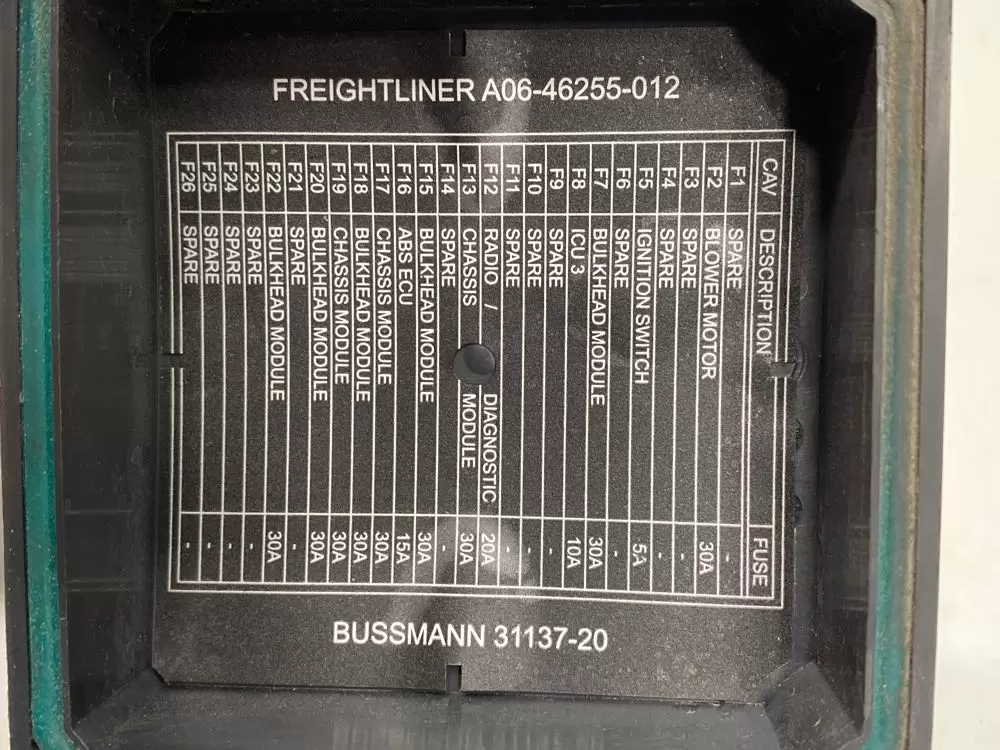 FREIGHTLINER A06-46255-012
CAV DESCRIPTION FUSE
F1 SPARE -
F2 BLOWER MOTOR 30A
F3 SPARE -
F4 SPARE -
F5 IGNITION SWITCH 5A
F6 SPARE -
F7 BULKHEAD MODULE 30A
F8 ICU 3 10A
F9 SPARE -
F10 SPARE -
F11 SPARE -
F12 RADIO / DIAGNOSTIC 20A
F13 CHASSIS MODULE 30A
F14 SPARE -
F15 BULKHEAD MODULE 30A
F16 ABS ECU 15A
F17 CHASSIS MODULE 30A
F18 BULKHEAD MODULE 30A
F19 CHASSIS MODULE 30A
F20 BULKHEAD MODULE 30A
F21 SPARE -
F22 BULKHEAD MODULE 30A
F23 SPARE -
F24 SPARE -
F25 SPARE -
F26 SPARE -
BUSSMANN 31137-20